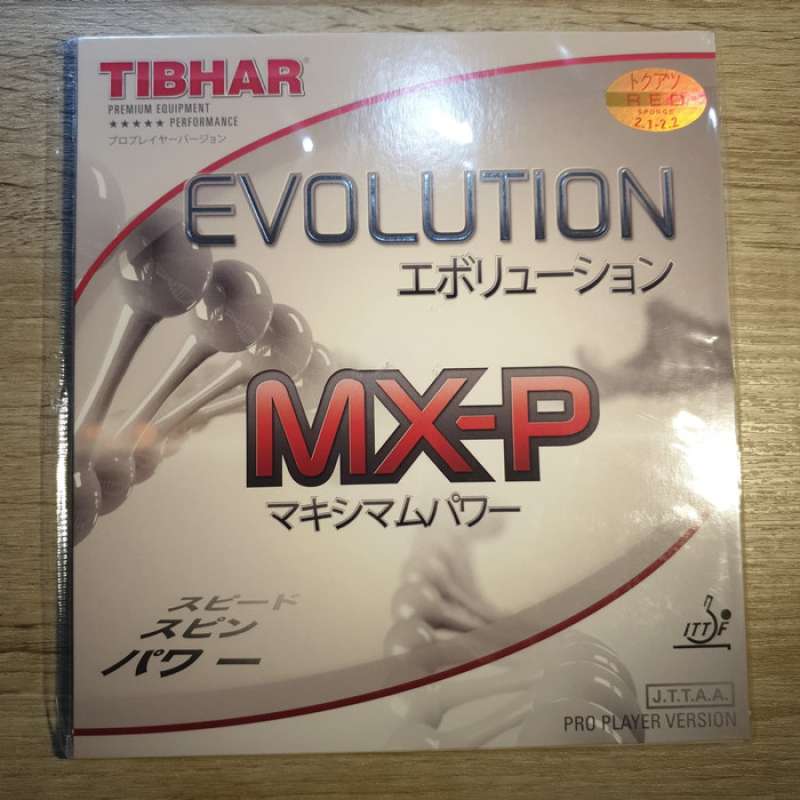 TIBHAR
PREMIUM EQUIPMENT
★★★★★ PERFORMANCE
プロプレイヤーバージョン
トクアツ
RED
SPONGE
2.1-2.2
EVOLUTION
エボリューション
MX-P
マキシマムパワー
スピード
スピン
パワー
ITTF
J.T.T.A.A.
PRO PLAYER VERSION